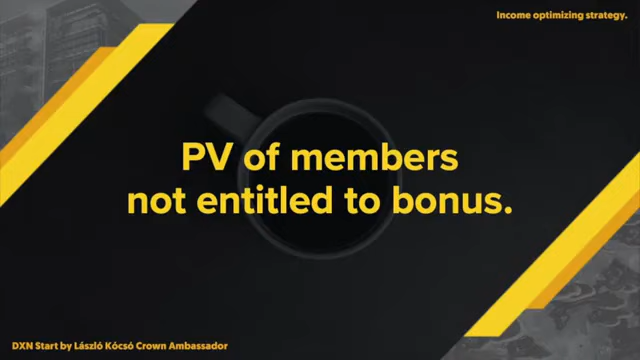 Income optimizing strategy.
PV of members
not entitled to bonus.
DXN Start by László Kócsó Crown Ambassador